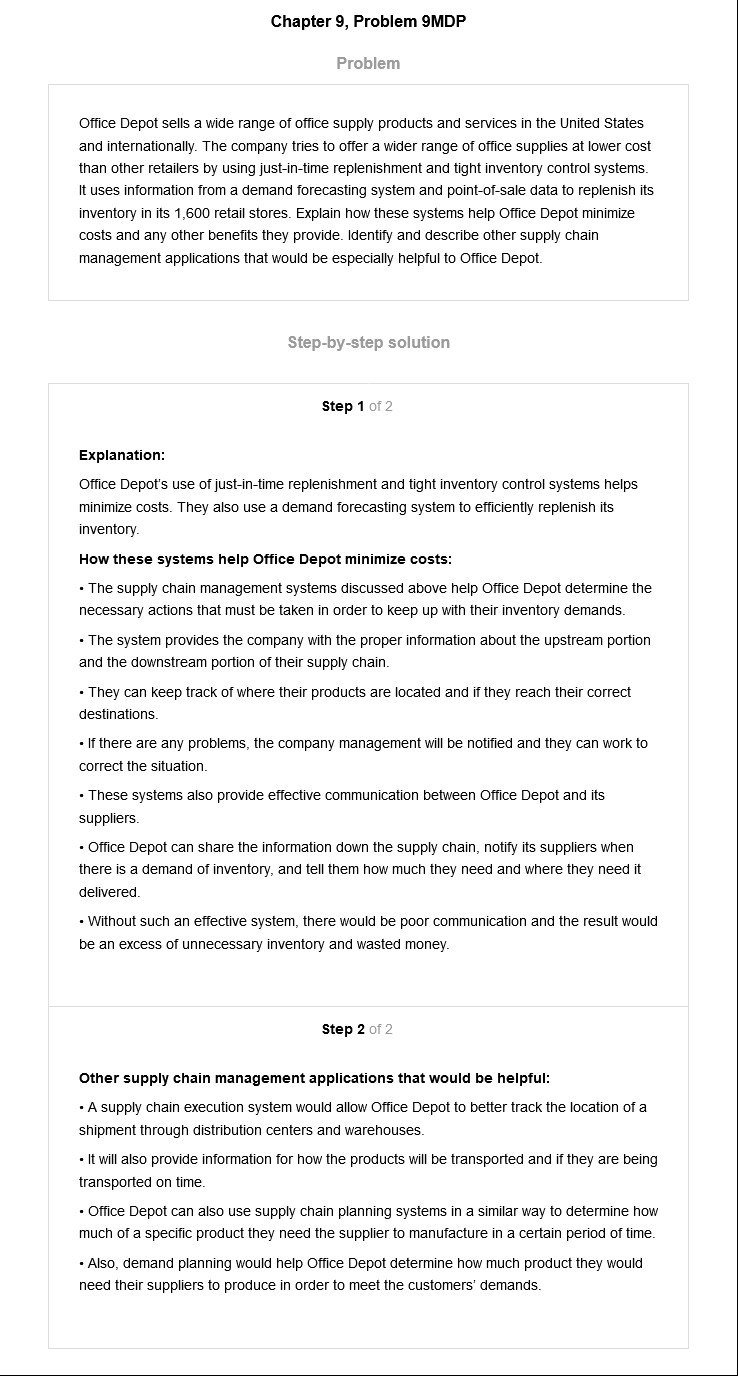 Chapter 9, Problem 9MDP
Problem
Office Depot sells a wide range of office supply products and services in the United States
and internationally. The company tries to offer a wider range of office supplies at lower cost
than other retailers by using just-in-time replenishment and tight inventory control systems.
It uses information from a demand forecasting system and point-of-sale data to replenish its
inventory in its 1,600 retail stores. Explain how these systems help Office Depot minimize
costs and any other benefits they provide. Identify and describe other supply chain
management applications that would be especially helpful to Office Depot.
Step-by-step solution
Step 1 of 2
Explanation:
Office Depot's use of just-in-time replenishment and tight inventory control systems helps
minimize costs. They also use a demand forecasting system to efficiently replenish its
inventory.
How these systems help Office Depot minimize costs:
• The supply chain management systems discussed above help Office Depot determine the
necessary actions that must be taken in order to keep up with their inventory demands.
• The system provides the company with the proper information about the upstream portion
and the downstream portion of their supply chain.
• They can keep track of where their products are located and if they reach their correct
destinations.
• If there are any problems, the company management will be notified and they can work to
correct the situation.
• These systems also provide effective communication between Office Depot and its
suppliers.
• Office Depot can share the information down the supply chain, notify its suppliers when
there is a demand of inventory, and tell them how much they need and where they need it
delivered.
• Without such an effective system, there would be poor communication and the result would
be an excess of unnecessary inventory and wasted money.
Step 2 of 2
Other supply chain management applications that would be helpful:
• A supply chain execution system would allow Office Depot to better track the location of a
shipment through distribution centers and warehouses.
• It will also provide information for how the products will be transported and if they are being
transported on time.
• Office Depot can also use supply chain planning systems in a similar way to determine how
much of a specific product they need the supplier to manufacture in a certain period of time.
• Also, demand planning would help Office Depot determine how much product they would
need their suppliers to produce in order to meet the customers' demands.